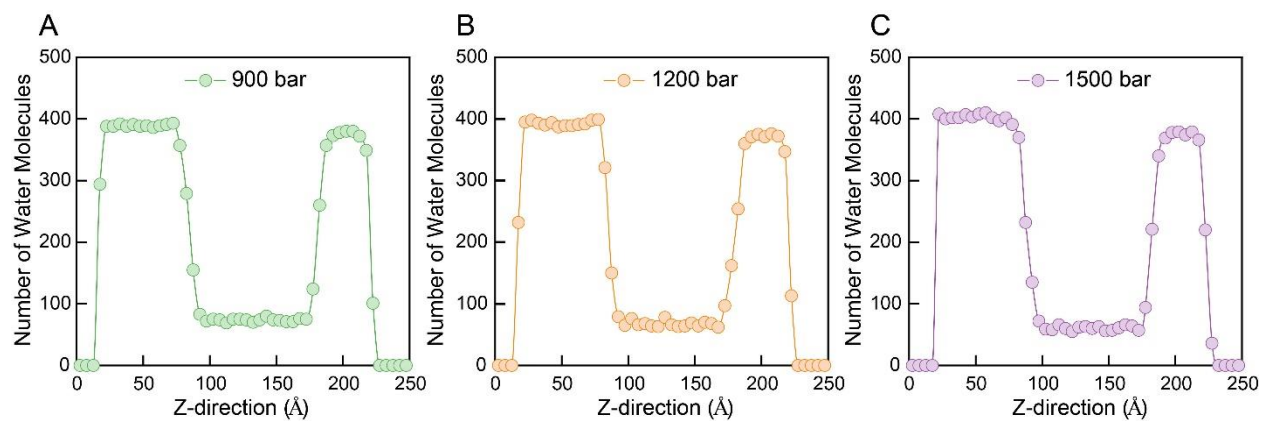 A
900 bar
Number of Water Molecules
500
400
300
200
100
0
0 50 100 150 200 250
Z-direction (Å)
B
1200 bar
Number of Water Molecules
500
400
300
200
100
0
0 50 100 150 200 250
Z-direction (Å)
C
1500 bar
Number of Water Molecules
500
400
300
200
100
0
0 50 100 150 200 250
Z-direction (Å)